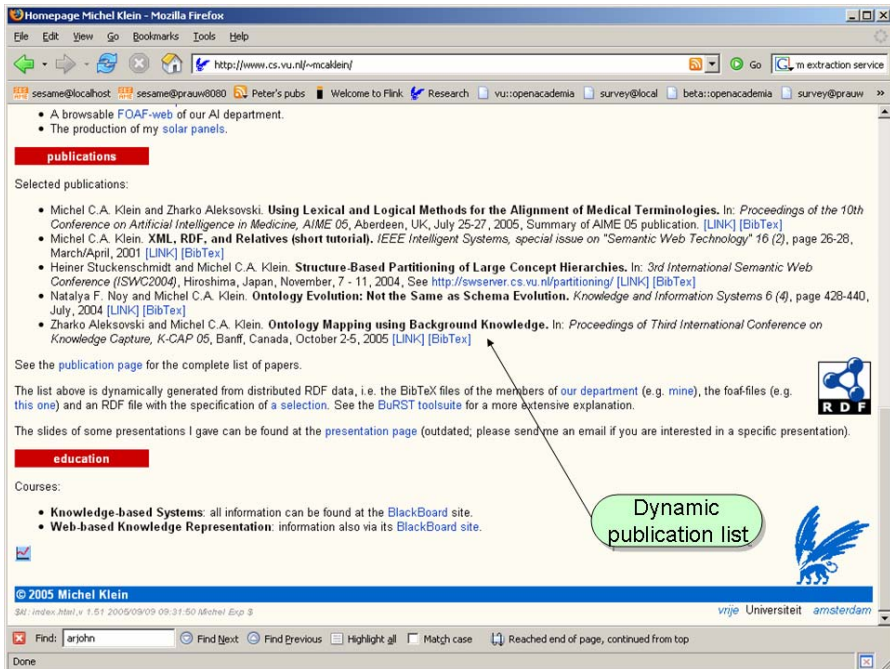 Homepage Michel Klein - Mozilla Firefox
File Edit View Go Bookmarks Tools Help
http://www.cs.vu.nl/~mcaklein/ Go m extraction service
sesame@localhost sesame@prauw8080 Peter's pubs Welcome to Flink Research vu::openacademia survey@local beta::openacademia survey@prauw »
• A browsable FOAF-web of our AI department.
• The production of my solar panels.
publications
Selected publications:
• Michel C.A. Klein and Zharko Aleksovski. Using Lexical and Logical Methods for the Alignment of Medical Terminologies. In: Proceedings of the 10th
Conference on Artificial Intelligence in Medicine, AIME 05, Aberdeen, UK, July 25-27, 2005, Summary of AIME 05 publication. [LINK] [BibTex]
• Michel C.A. Klein. XML, RDF, and Relatives (short tutorial). IEEE Intelligent Systems, special issue on "Semantic Web Technology" 16 (2), page 26-28,
March/April, 2001 [LINK] [BibTex]
• Heiner Stuckenschmidt and Michel C.A. Klein. Structure-Based Partitioning of Large Concept Hierarchies. In: 3rd International Semantic Web
Conference (ISWC2004), Hiroshima, Japan, November, 7 - 11, 2004, See http://swserver.cs.vu.nl/partitioning/ [LINK] [BibTex]
• Natalya F. Noy and Michel C.A. Klein. Ontology Evolution: Not the Same as Schema Evolution. Knowledge and Information Systems 6 (4), page 428-440,
July, 2004 [LINK] [BibTex]
• Zharko Aleksovski and Michel C.A. Klein. Ontology Mapping using Background Knowledge. In: Proceedings of Third International Conference on
Knowledge Capture, K-CAP 05, Banff, Canada, October 2-5, 2005 [LINK] [BibTex]
See the publication page for the complete list of papers.
The list above is dynamically generated from distributed RDF data, i.e. the BibTeX files of the members of our department (e.g. mine), the foaf-files (e.g.
this one) and an RDF file with the specification of a selection. See the BuRST toolsuite for a more extensive explanation.
RDF
The slides of some presentations I gave can be found at the presentation page (outdated; please send me an email if you are interested in a specific presentation).
education
Courses:
• Knowledge-based Systems: all information can be found at the BlackBoard site.
• Web-based Knowledge Representation: information also via its BlackBoard site.
Dynamic
publication list
© 2005 Michel Klein
index.html,v 1.51 2005/09/09 09:31:50 Michel Exp $
vrije Universiteit amsterdam
Find: arjohn Find Next Find Previous Highlight all Match case Reached end of page, continued from top
Done